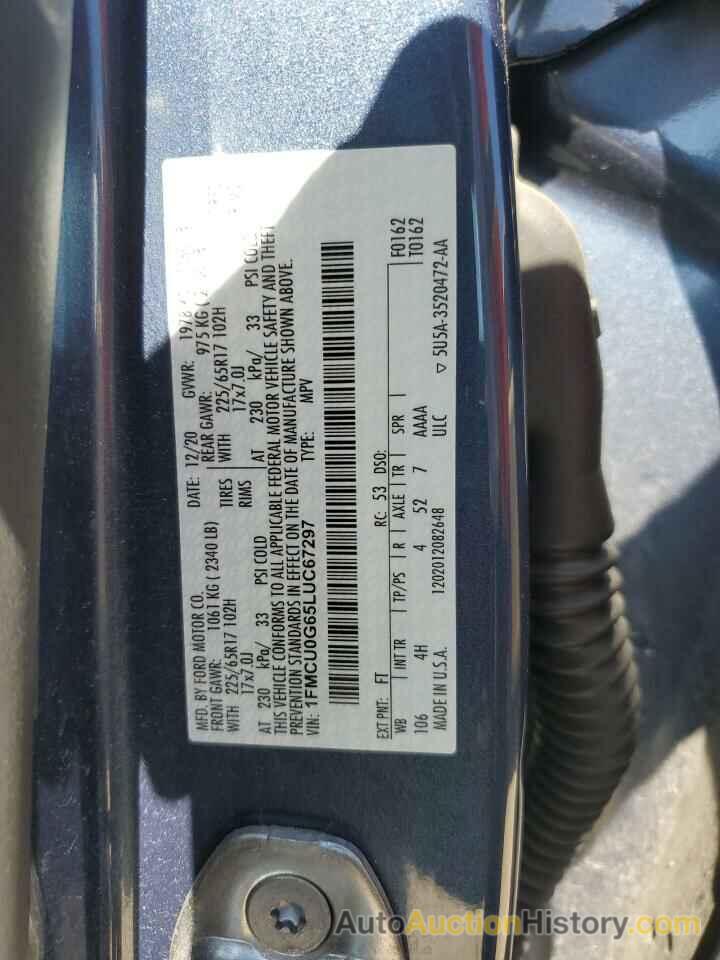 MFD. BY FORD MOTOR CO. DATE: 12/20 GVWR:
FRONT GAWR: 1061 KG ( 2340 LB) REAR GAWR: 975 KG (
WITH 225/65R17 102H TIRES WITH 225/65R17 102H
17x7.0J RIMS 17x7.0J
AT 230 kPa/ 33 PSI COLD AT 230 kPa/ 33 PSI COLD
THIS VEHICLE CONFORMS TO ALL APPLICABLE FEDERAL MOTOR VEHICLE SAFETY AND THEFT
PREVENTION STANDARDS IN EFFECT ON THE DATE OF MANUFACTURE SHOWN ABOVE.
VIN: 1FMCU0G65LUC67297 TYPE: MPV
F0162
T0162
EXT PNT: FT RC: 53 DSO:
WB INT TR TP/PS R AXLE TR SPR
106 4H 4 52 7 AAAA
MADE IN U.S.A. 1202012082648 ULC
▽ 5U5A-3520472-AA
AutoAuctionHistory.com